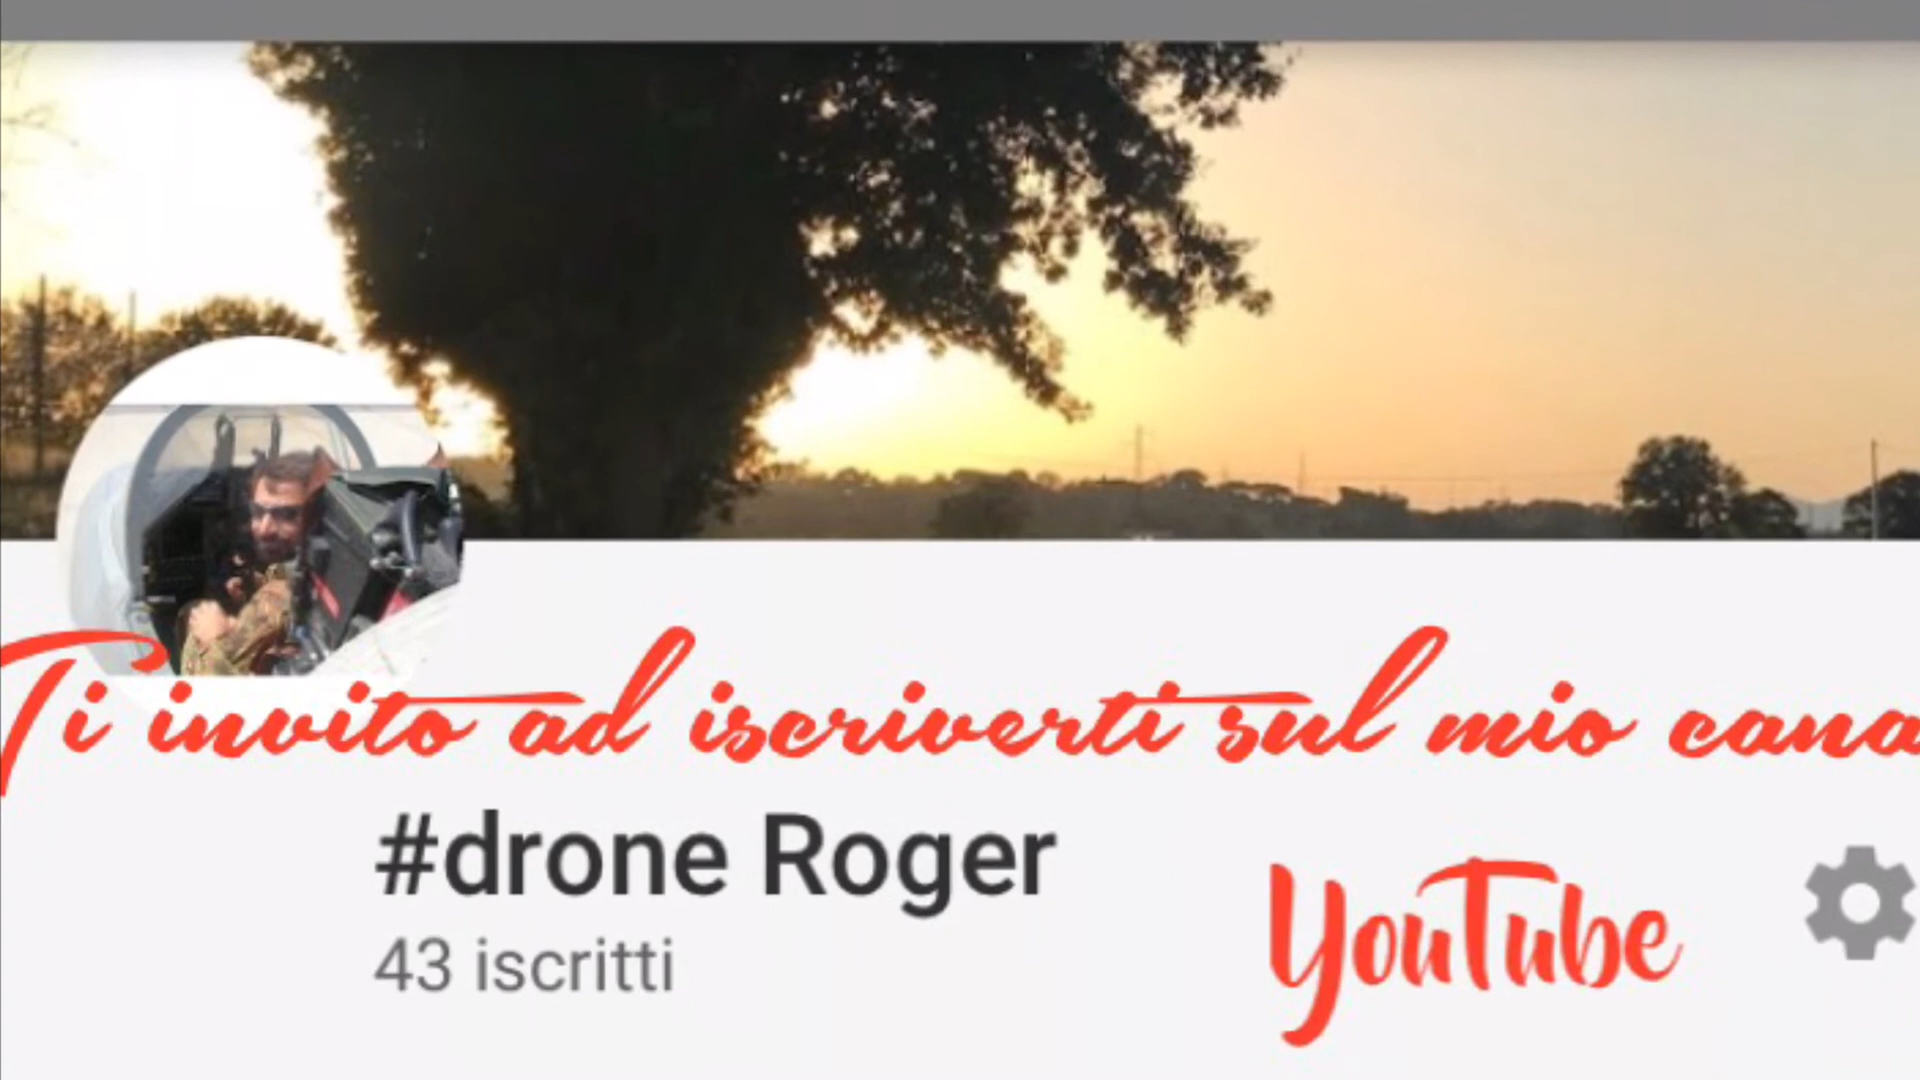 Ti invito ad iscriverti sul mio cana
#drone Roger
YouTube
43 iscritti